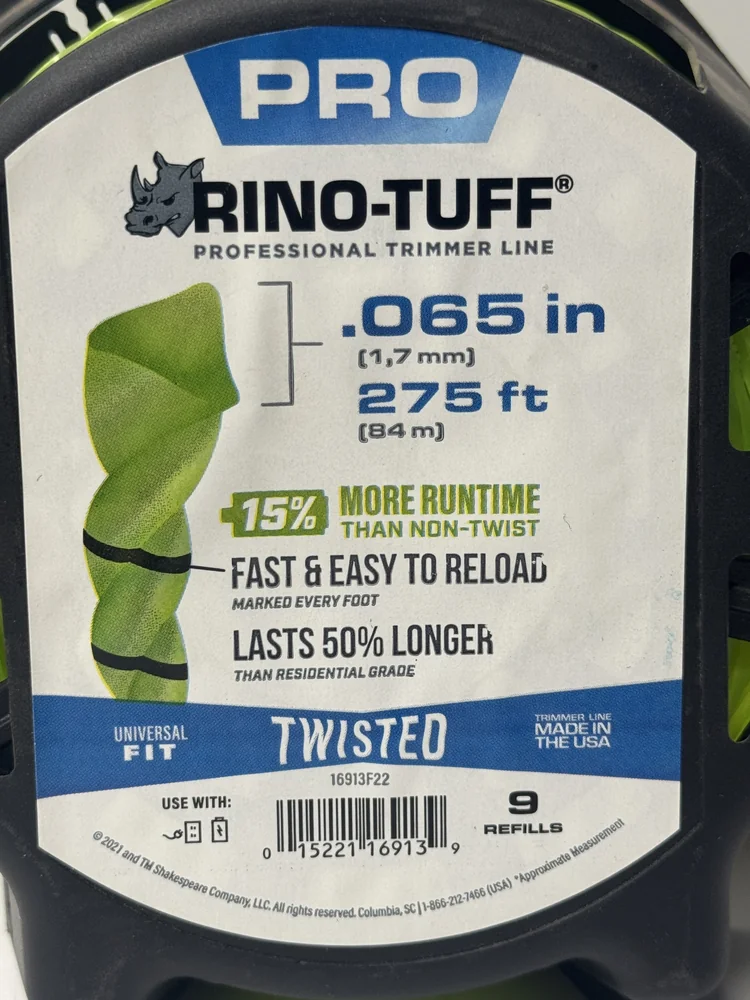 PRO
RINO-TUFF®
PROFESSIONAL TRIMMER LINE
.065 in
(1,7 mm)
275 ft
(84 m)
15% MORE RUNTIME
THAN NON-TWIST
FAST & EASY TO RELOAD
MARKED EVERY FOOT
LASTS 50% LONGER
THAN RESIDENTIAL GRADE
UNIVERSAL
FIT
TWISTED
TRIMMER LINE
MADE IN
THE USA
16913F22
USE WITH:
0 15221 16913 9
9
REFILLS
© 2021 and TM Shakespeare Company, LLC. All rights reserved. Columbia, SC | 1-866-212-7466 (USA) *Approximate Measurement